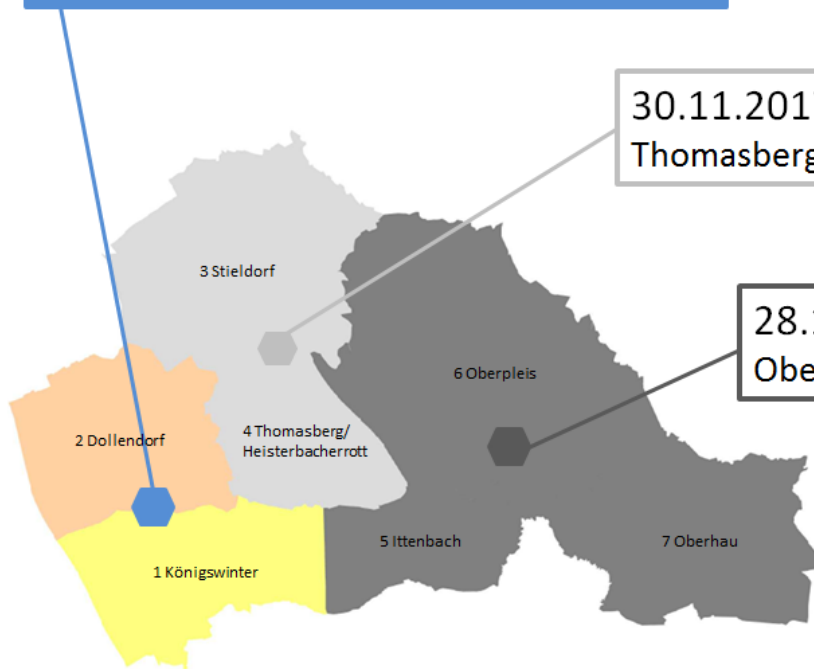 30.11.201
Thomasberg
28.
Obe
3 Stieldorf
6 Oberpleis
2 Dollendorf
4 Thomasberg/
Heisterbacherrott
5 Ittenbach
7 Oberhau
1 Königswinter